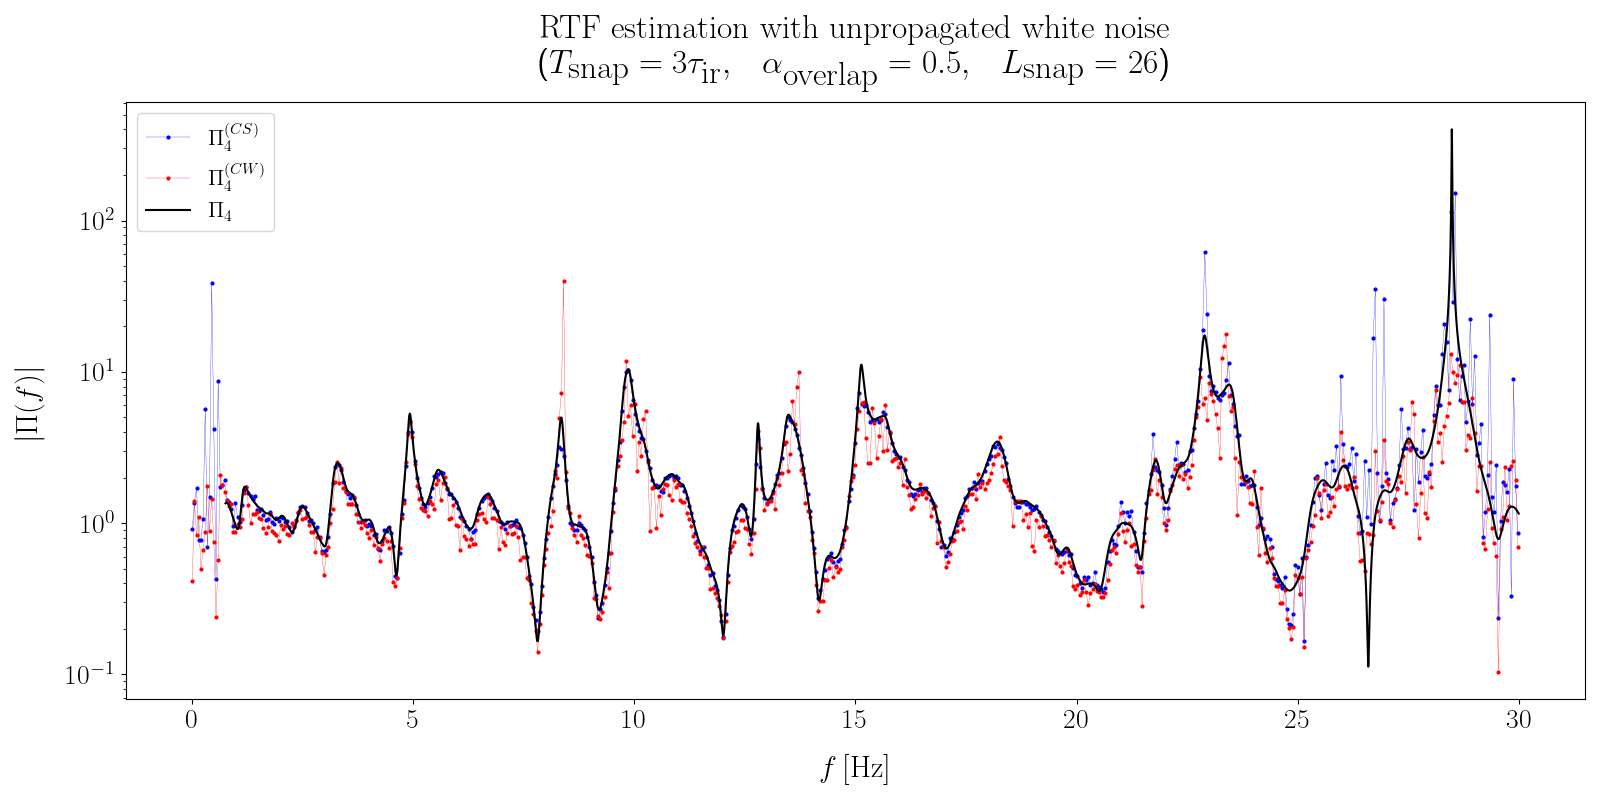 RTF estimation with unpropagated white noise
(T_snap = 3τ_ir, α_overlap = 0.5, L_snap = 26)
Π_4^(CS)
Π_4^(CW)
Π_4
|Π(f)|
10^2
10^1
10^0
10^−1
0 5 10 15 20 25 30
f [Hz]